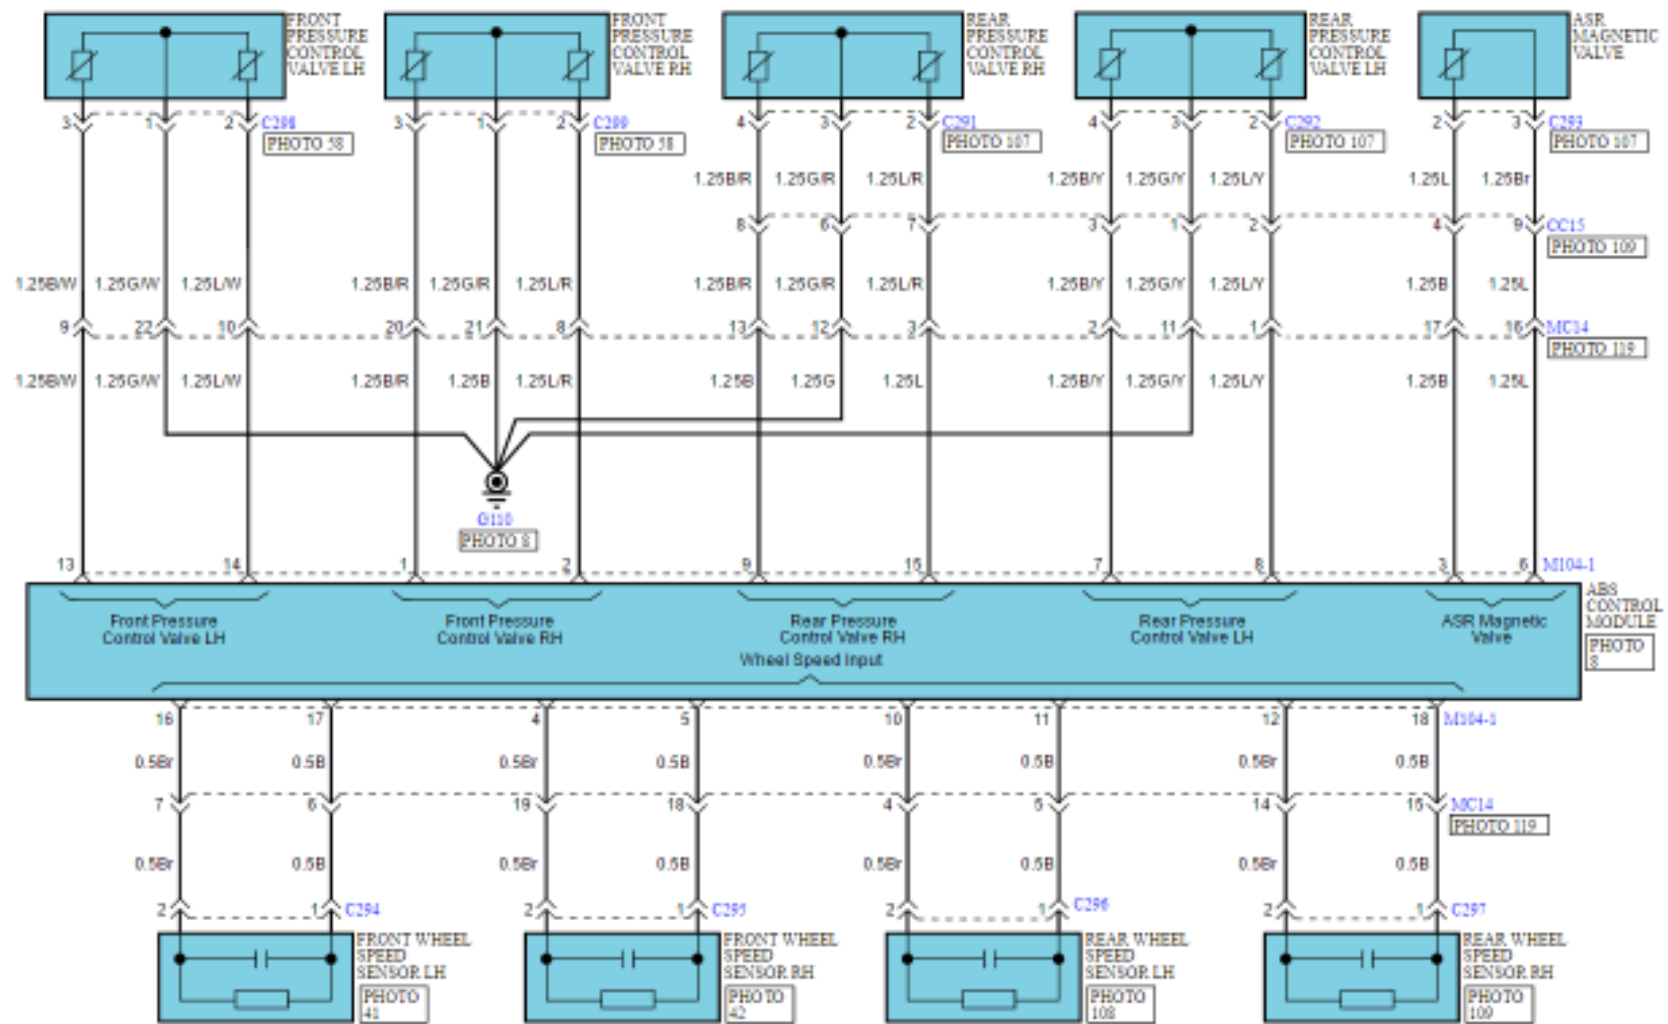 FRONT
PRESSURE
CONTROL
VALVE LH
FRONT
PRESSURE
CONTROL
VALVE RH
REAR
PRESSURE
CONTROL
VALVE RH
REAR
PRESSURE
CONTROL
VALVE LH
ASR
MAGNETIC
VALVE
3 1 2 C298
PHOTO 58
3 1 2 C299
PHOTO 58
4 3 2 C291
PHOTO 107
4 3 2 C292
PHOTO 107
2 3 C293
PHOTO 107
1.25B/R 1.25G/R 1.25L/R 1.25B/Y 1.25G/Y 1.25L/Y 1.25L 1.25Br
8 6 7 3 1 2 4 9 CC15
PHOTO 109
1.25B/W 1.25G/W 1.25L/W 1.25B/R 1.25G/R 1.25L/R 1.25B/R 1.25G/R 1.25L/R 1.25B/Y 1.25G/Y 1.25L/Y 1.25B 1.25L
9 22 10 20 21 8 13 12 3 2 11 1 17 16 MC14
PHOTO 119
1.25B/W 1.25G/W 1.25L/W 1.25B/R 1.25B 1.25L/R 1.25B 1.25G 1.25L 1.25B/Y 1.25G/Y 1.25L/Y 1.25B 1.25L
G110
PHOTO 8
13 14 1 2 9 15 7 8 3 6 M104-1
ABS
CONTROL
MODULE
PHOTO
8
Front Pressure
Control Valve LH
Front Pressure
Control Valve RH
Rear Pressure
Control Valve RH
Rear Pressure
Control Valve LH
ASR Magnetic
Valve
Wheel Speed Input
16 17 4 5 10 11 12 18 M104-1
0.5Br 0.5B 0.5Br 0.5B 0.5Br 0.5B 0.5Br 0.5B
7 6 19 18 4 5 14 15 MC14
PHOTO 119
0.5Br 0.5B 0.5Br 0.5B 0.5Br 0.5B 0.5Br 0.5B
2 1 C294 2 1 C295 2 1 C296 2 1 C297
FRONT WHEEL
SPEED
SENSOR LH
PHOTO
41
FRONT WHEEL
SPEED
SENSOR RH
PHOTO
42
REAR WHEEL
SPEED
SENSOR LH
PHOTO
108
REAR WHEEL
SPEED
SENSOR RH
PHOTO
109